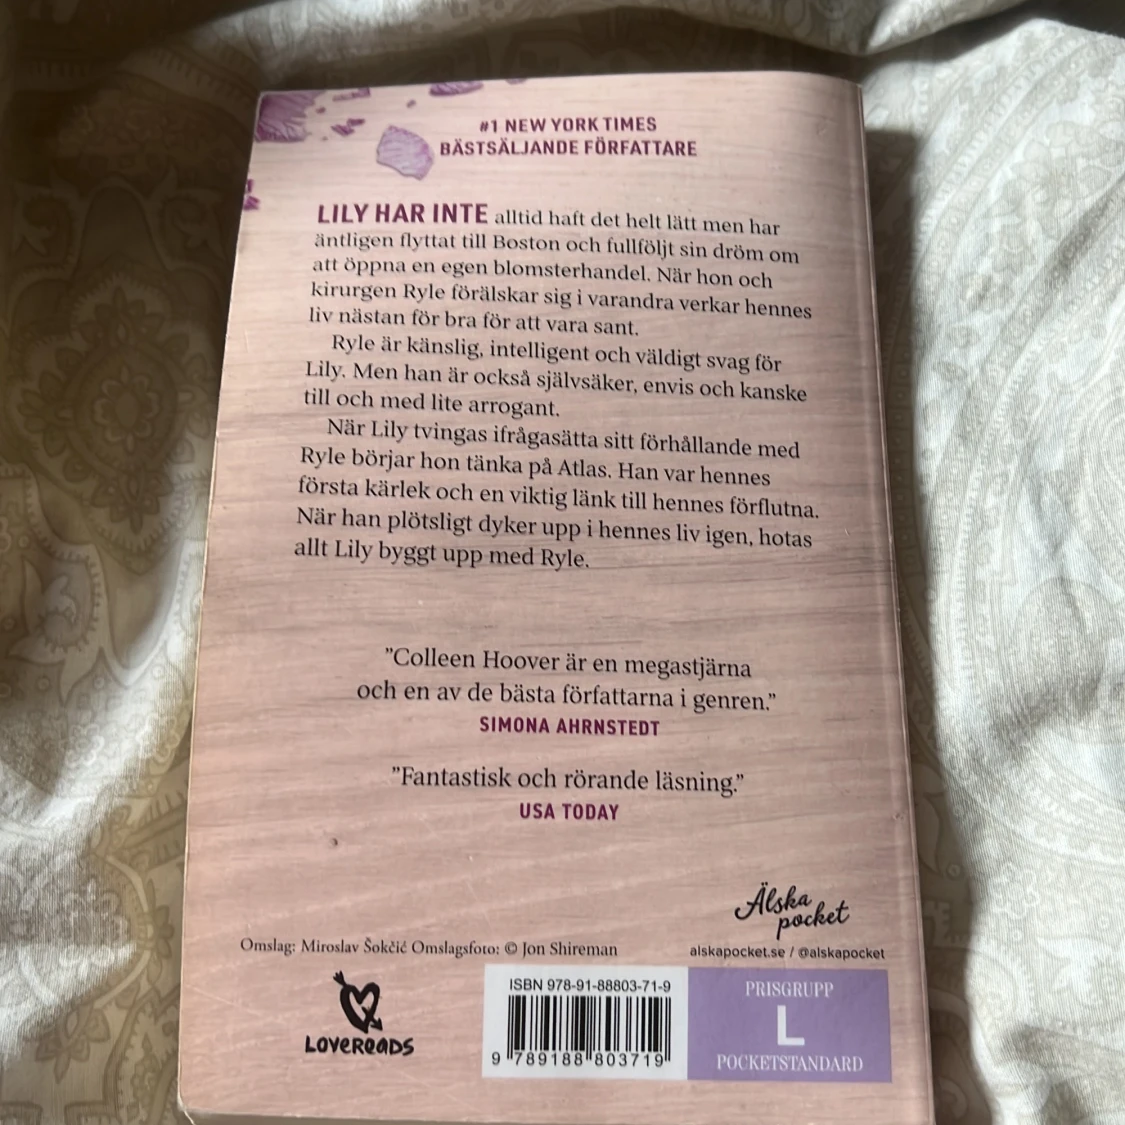 #1 NEW YORK TIMES
BÄSTSÄLJANDE FÖRFATTARE
LILY HAR INTE alltid haft det helt lätt men har
äntligen flyttat till Boston och fullföljt sin dröm om
att öppna en egen blomsterhandel. När hon och
kirurgen Ryle förälskar sig i varandra verkar hennes
liv nästan för bra för att vara sant.
Ryle är känslig, intelligent och väldigt svag för
Lily. Men han är också självsäker, envis och kanske
till och med lite arrogant.
När Lily tvingas ifrågasätta sitt förhållande med
Ryle börjar hon tänka på Atlas. Han var hennes
första kärlek och en viktig länk till hennes förflutna.
När han plötsligt dyker upp i hennes liv igen, hotas
allt Lily byggt upp med Ryle.
”Colleen Hoover är en megastjärna
och en av de bästa författarna i genren.”
SIMONA AHRNSTEDT
”Fantastisk och rörande läsning.”
USA TODAY
Älska
pocket
alskapocket.se / @alskapocket
Omslag: Miroslav Šokčić Omslagsfoto: © Jon Shireman
LOVEREADS
ISBN 978-91-88803-71-9
9 789188 803719
PRISGRUPP
L
POCKETSTANDARD